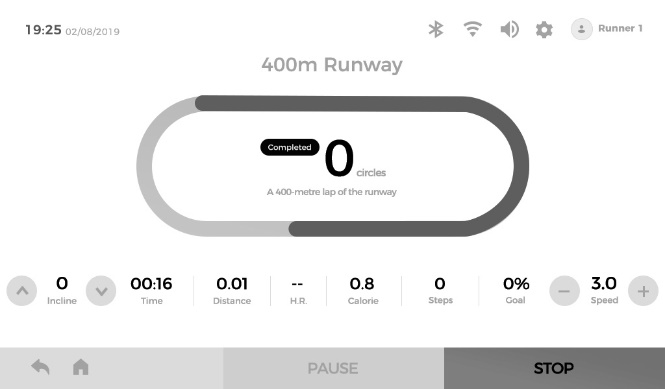 19:25 02/08/2019
Runner 1
400m Runway
Completed
0 circles
A 400-metre lap of the runway
0 00:16 0.01 -- 0.8 0 0% 3.0
Incline Time Distance H.R. Calorie Steps Goal Speed
PAUSE STOP